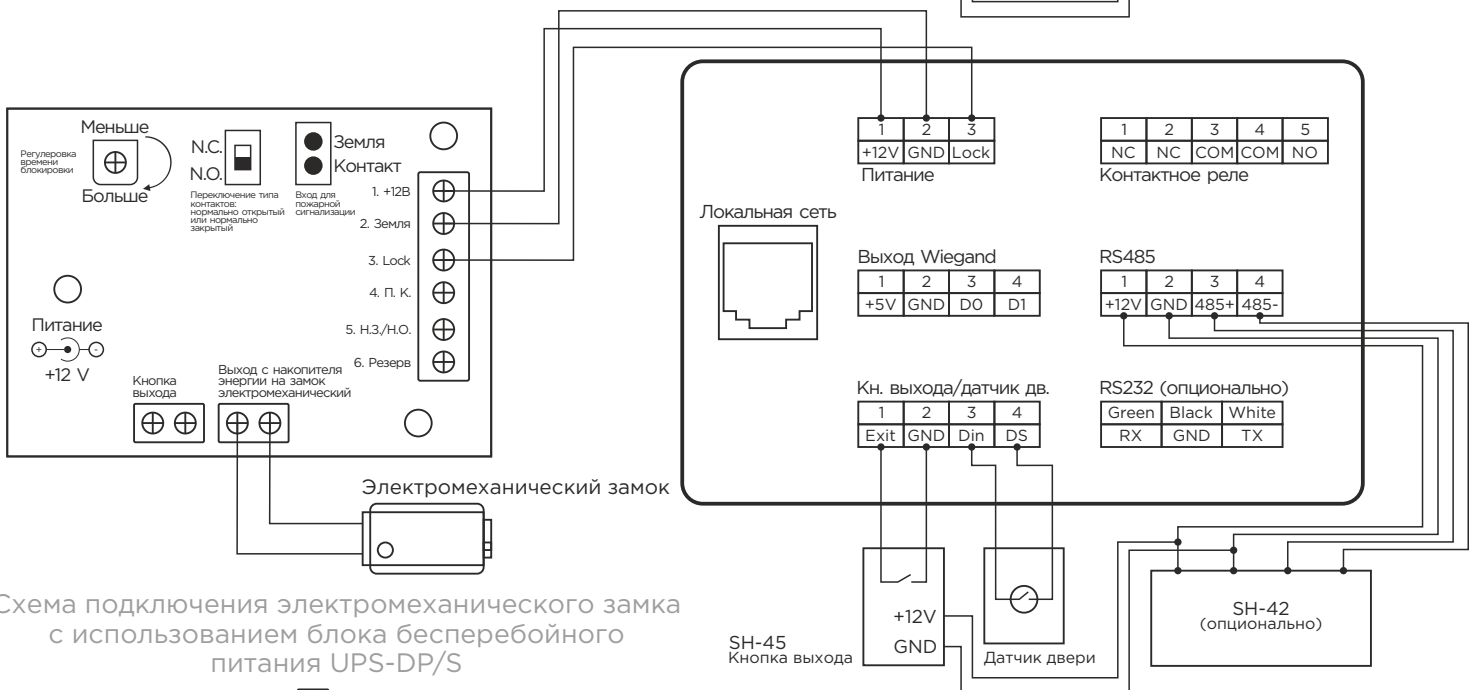 Меньше
Регулеровка
времени
блокировки
Больше
N.C.
N.O.
Переключение типа
контактов:
нормально открытый
или нормально
закрытый
Земля
Контакт
Вход для
пожарной
сигнализации
1. +12В
2. Земля
3. Lock
4. П. К.
5. Н.З./Н.О.
6. Резерв
Питание
+ -
+12 V
Кнопка
выхода
Выход с накопителя
энергии на замок
электромеханический
Электромеханический замок
Схема подключения электромеханического замка
с использованием блока бесперебойного
питания UPS-DP/S
1 2 3
+12V GND Lock
Питание
1 2 3 4 5
NC NC COM COM NO
Контактное реле
Локальная сеть
Выход Wiegand
1 2 3 4
+5V GND D0 D1
RS485
1 2 3 4
+12V GND 485+ 485-
Кн. выхода/датчик дв.
1 2 3 4
Exit GND Din DS
RS232 (опционально)
Green Black White
RX GND TX
+12V
GND
SH-45
Кнопка выхода
Датчик двери
SH-42
(опционально)